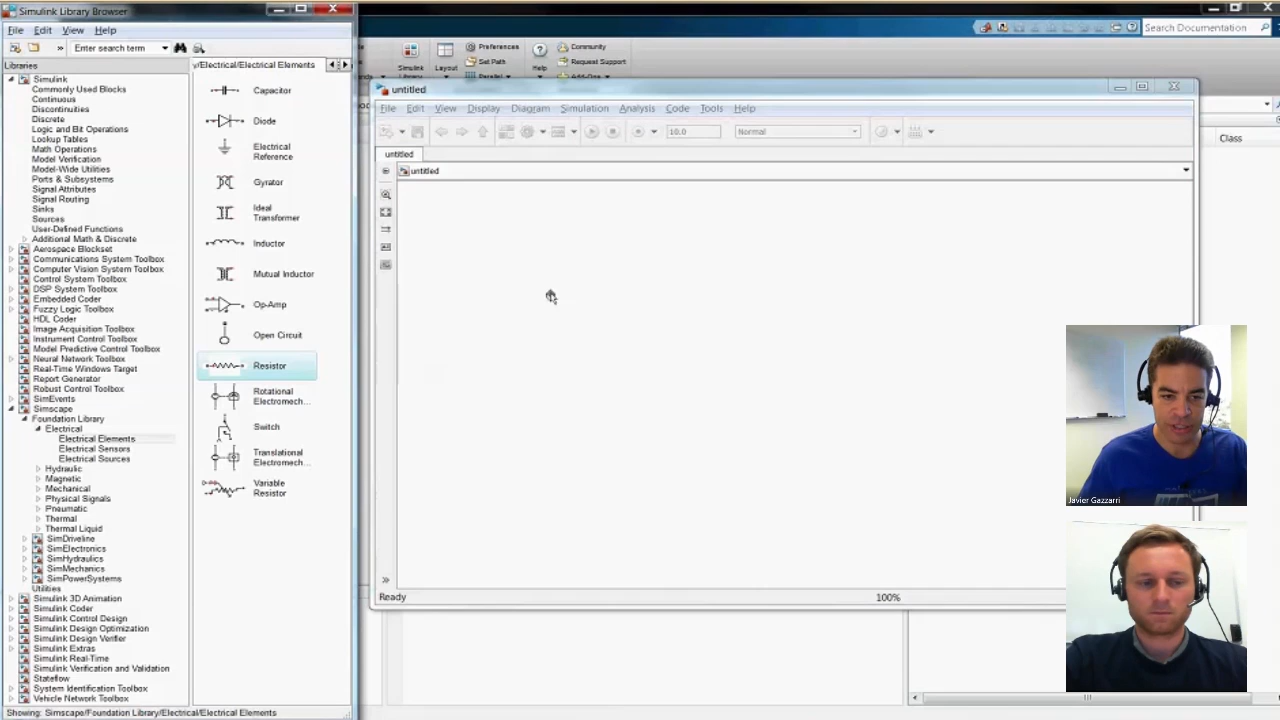 Simulink Library Browser
File Edit View Help
Enter search term
Libraries
Simulink
Commonly Used Blocks
Continuous
Discontinuities
Discrete
Logic and Bit Operations
Lookup Tables
Math Operations
Model Verification
Model-Wide Utilities
Ports & Subsystems
Signal Attributes
Signal Routing
Sinks
Sources
User-Defined Functions
Additional Math & Discrete
Aerospace Blockset
Communications System Toolbox
Computer Vision System Toolbox
Control System Toolbox
DSP System Toolbox
Embedded Coder
Fuzzy Logic Toolbox
HDL Coder
Image Acquisition Toolbox
Instrument Control Toolbox
Model Predictive Control Toolbox
Neural Network Toolbox
Real-Time Windows Target
Report Generator
Robust Control Toolbox
SimEvents
Simscape
Foundation Library
Electrical
Electrical Elements
Electrical Sensors
Electrical Sources
Hydraulic
Magnetic
Mechanical
Physical Signals
Pneumatic
Thermal
Thermal Liquid
SimDriveline
SimElectronics
SimHydraulics
SimMechanics
SimPowerSystems
Utilities
Simulink 3D Animation
Simulink Coder
Simulink Control Design
Simulink Design Optimization
Simulink Design Verifier
Simulink Extras
Simulink Real-Time
Simulink Verification and Validation
Stateflow
System Identification Toolbox
Vehicle Network Toolbox
Showing: Simscape/Foundation Library/Electrical/Electrical Elements
y/Electrical/Electrical Elements
Capacitor
Diode
Electrical
Reference
Gyrator
Ideal
Transformer
Inductor
Mutual Inductor
Op-Amp
Open Circuit
Resistor
Rotational
Electromech...
Switch
Translational
Electromech...
Variable
Resistor
Search Documentation
Simulink
Library
Layout
Preferences
Set Path
Parallel
Help
Community
Request Support
Add-Ons
Class
untitled
File Edit View Display Diagram Simulation Analysis Code Tools Help
10.0
Normal
untitled
untitled
Ready
100%
Javier Gazzarri